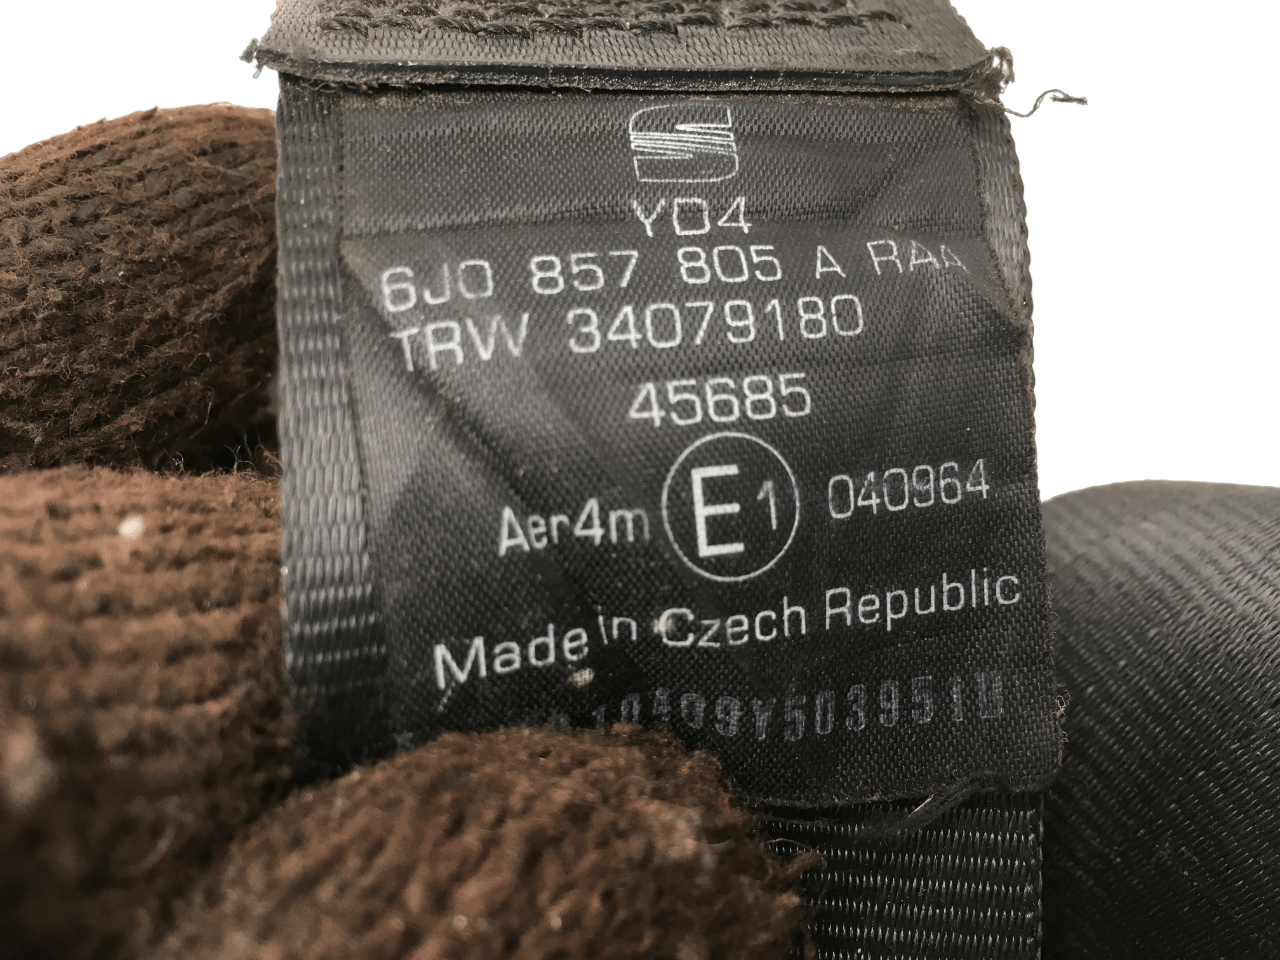 YD4
6J0 857 805 A RAA
TRW 34079180
45685
Aer4m E1 040964
Made in Czech Republic